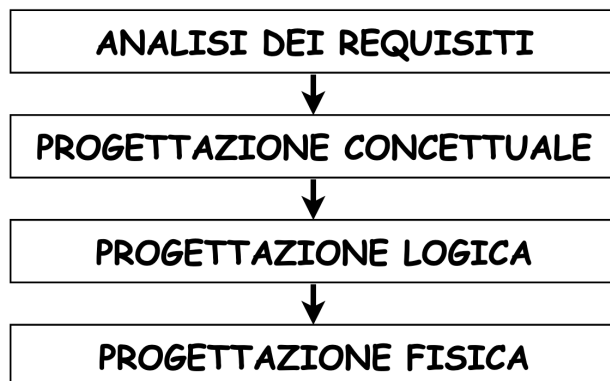 ANALISI DEI REQUISITI
PROGETTAZIONE CONCETTUALE
PROGETTAZIONE LOGICA
PROGETTAZIONE FISICA